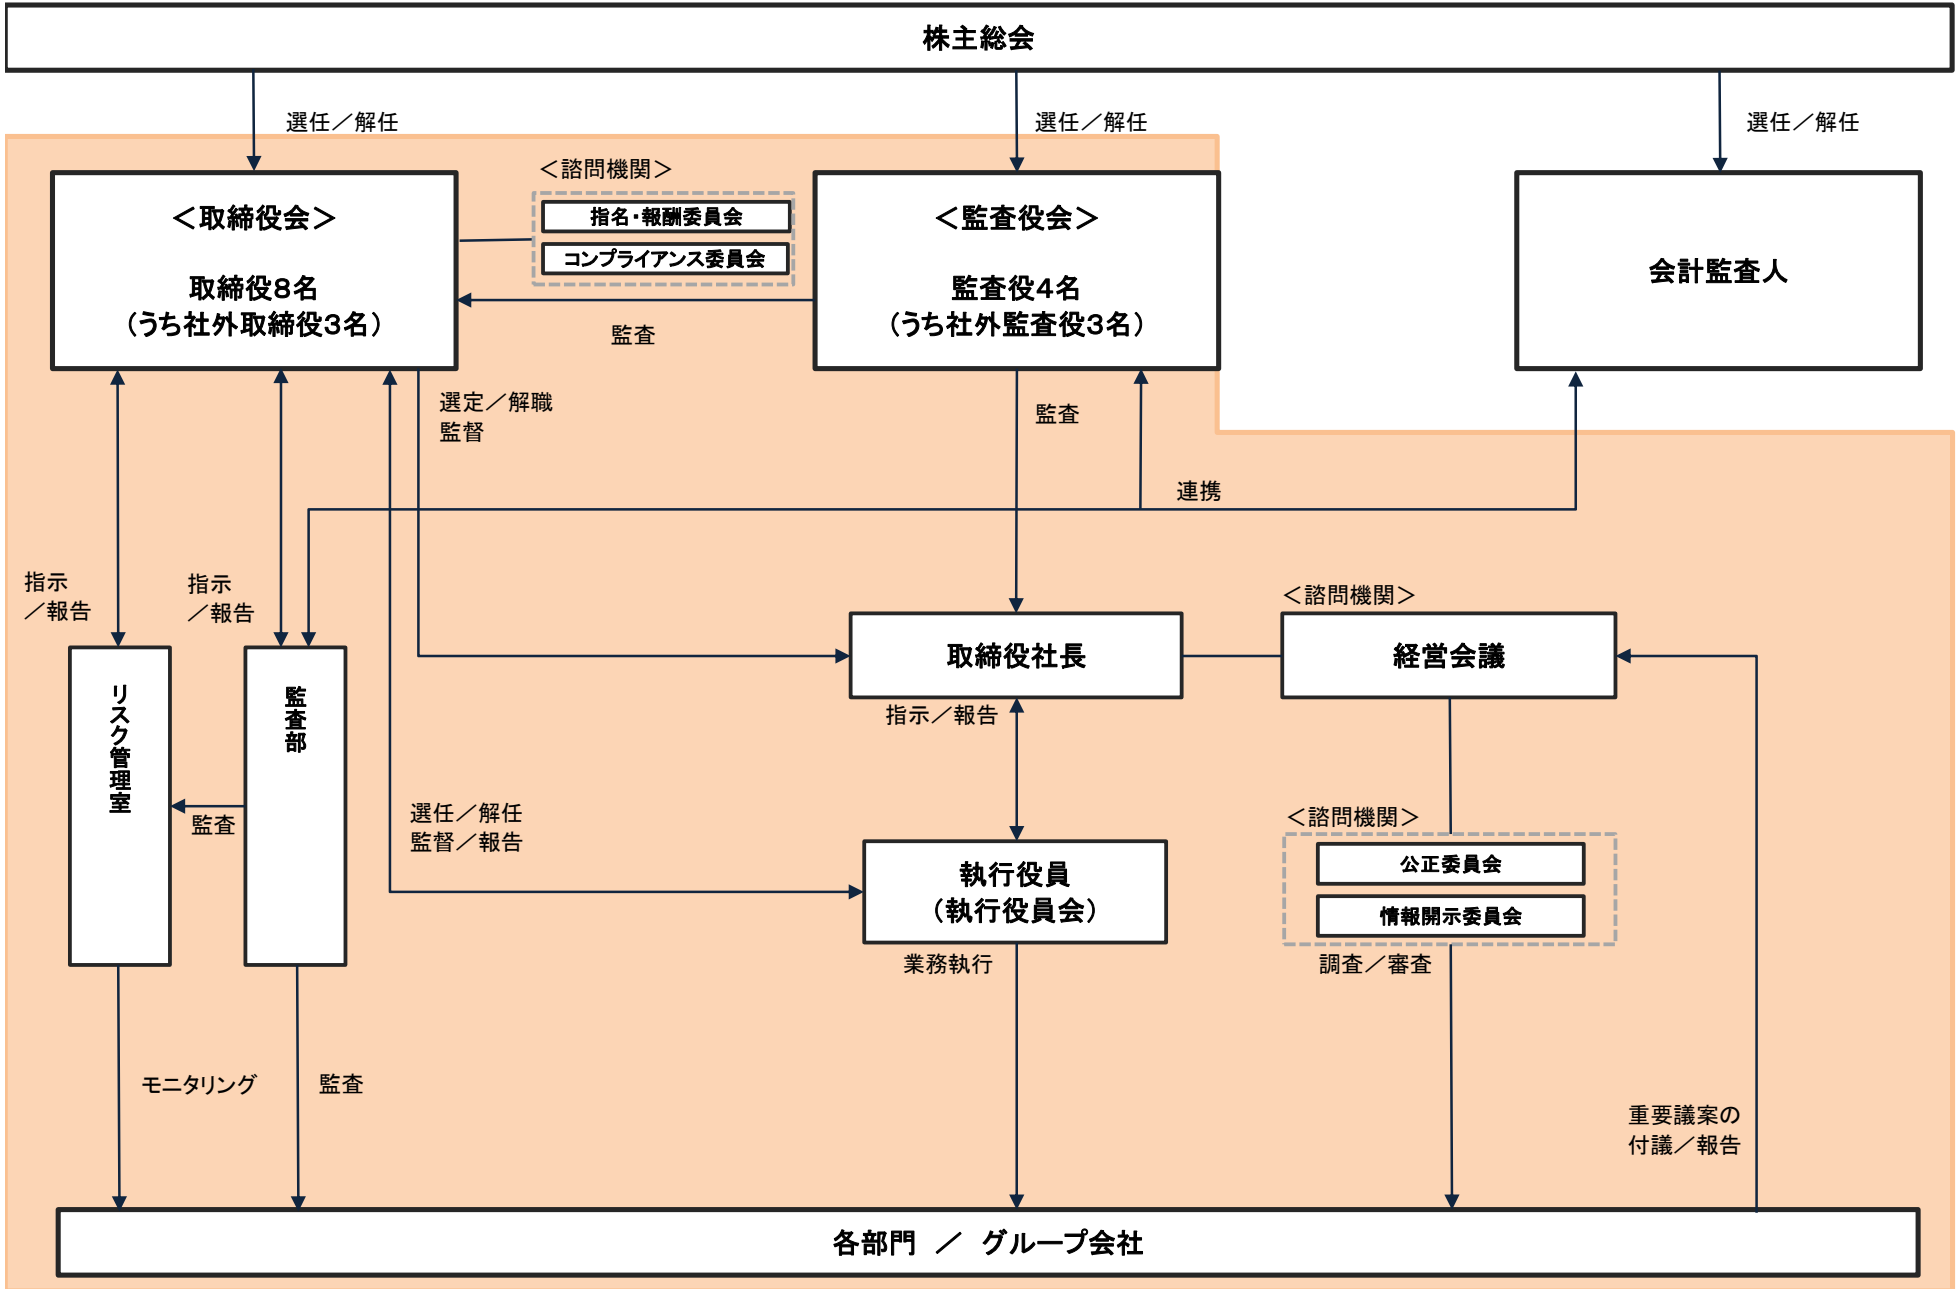 株主総会
選任／解任
選任／解任
選任／解任
＜諮問機関＞
＜取締役会＞
取締役8名
（うち社外取締役3名）
指名・報酬委員会
コンプライアンス委員会
＜監査役会＞
監査役4名
（うち社外監査役3名）
会計監査人
監査
選定／解職
監督
監査
連携
指示
／報告
指示
／報告
＜諮問機関＞
取締役社長
経営会議
リスク管理室
監査部
指示／報告
監査
選任／解任
監督／報告
＜諮問機関＞
執行役員
（執行役員会）
公正委員会
情報開示委員会
業務執行
調査／審査
モニタリング
監査
重要議案の
付議／報告
各部門　／　グループ会社